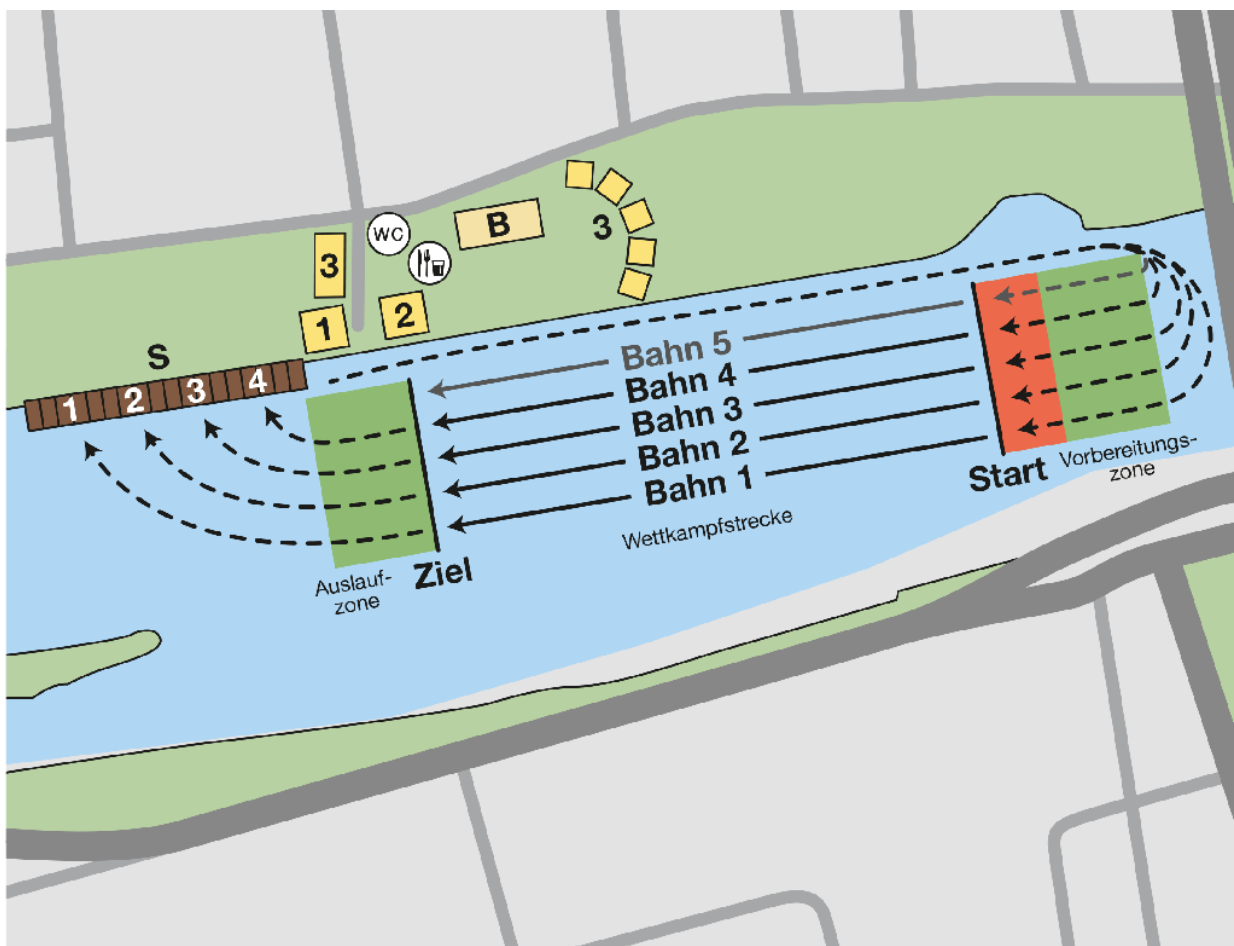 WC
B
3
3
1
2
S
1
2
3
4
Bahn 5
Bahn 4
Bahn 3
Bahn 2
Bahn 1
Start
Vorbereitungs-
zone
Wettkampfstrecke
Ziel
Auslauf-
zone